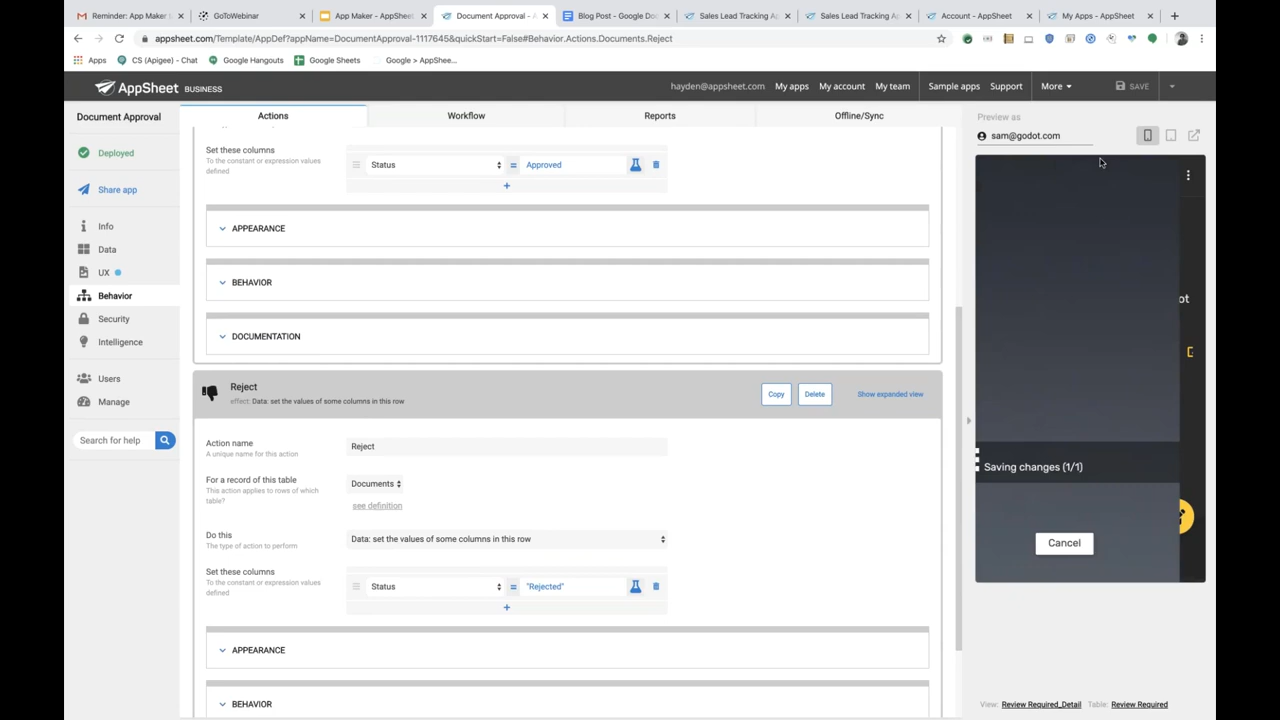 Reminder: App Maker
GoToWebinar
App Maker - AppSheet
Document Approval - A
Blog Post - Google Doc
Sales Lead Tracking Ap
Sales Lead Tracking Ap
Account - AppSheet
My Apps - AppSheet
appsheet.com/Template/AppDef?appName=DocumentApproval-1117645&quickStart=False#Behavior.Actions.Documents.Reject
Apps
CS (Apigee) - Chat
Google Hangouts
Google Sheets
Google > AppShee...
AppSheet BUSINESS
hayden@appsheet.com
My apps
My account
My team
Sample apps
Support
More
SAVE
Document Approval
Deployed
Share app
Info
Data
UX
Behavior
Security
Intelligence
Users
Manage
Search for help
Actions
Workflow
Reports
Offline/Sync
Set these columns
To the constant or expression values
defined
Status
=
Approved
+
APPEARANCE
BEHAVIOR
DOCUMENTATION
Reject
effect: Data: set the values of some columns in this row
Copy
Delete
Show expanded view
Action name
A unique name for this action
Reject
For a record of this table
This action applies to rows of which
table?
Documents
see definition
Do this
The type of action to perform
Data: set the values of some columns in this row
Set these columns
To the constant or expression values
defined
Status
=
"Rejected"
+
APPEARANCE
BEHAVIOR
Preview as
sam@godot.com
ot
Saving changes (1/1)
Cancel
View: Review Required_Detail Table: Review Required